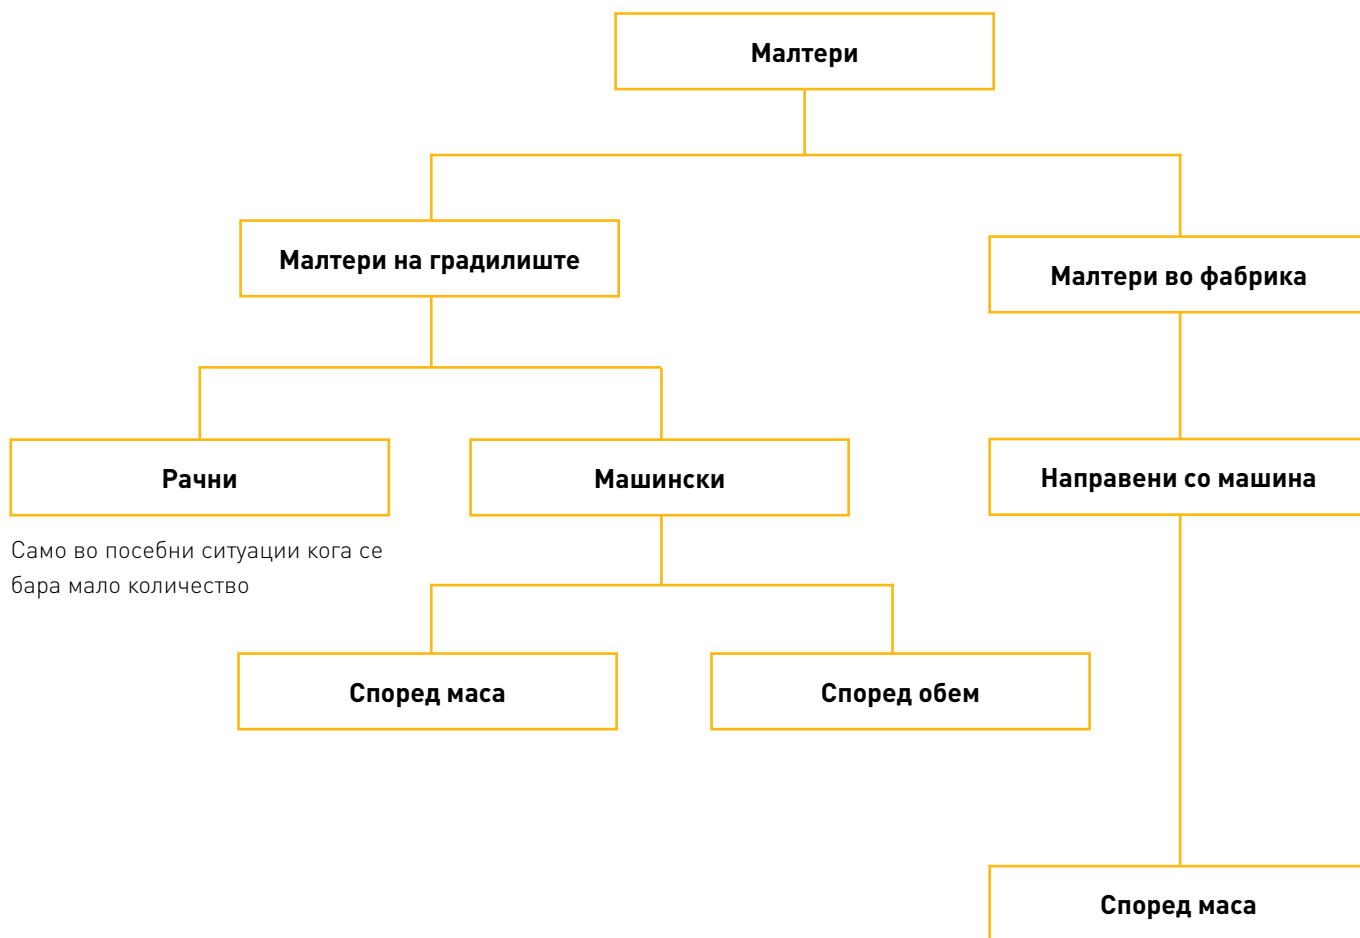 Малтери
Малтери на градилиште
Малтери во фабрика
Рачни
Машински
Направени со машина
Само во посебни ситуации кога се
бара мало количество
Според маса
Според обем
Според маса